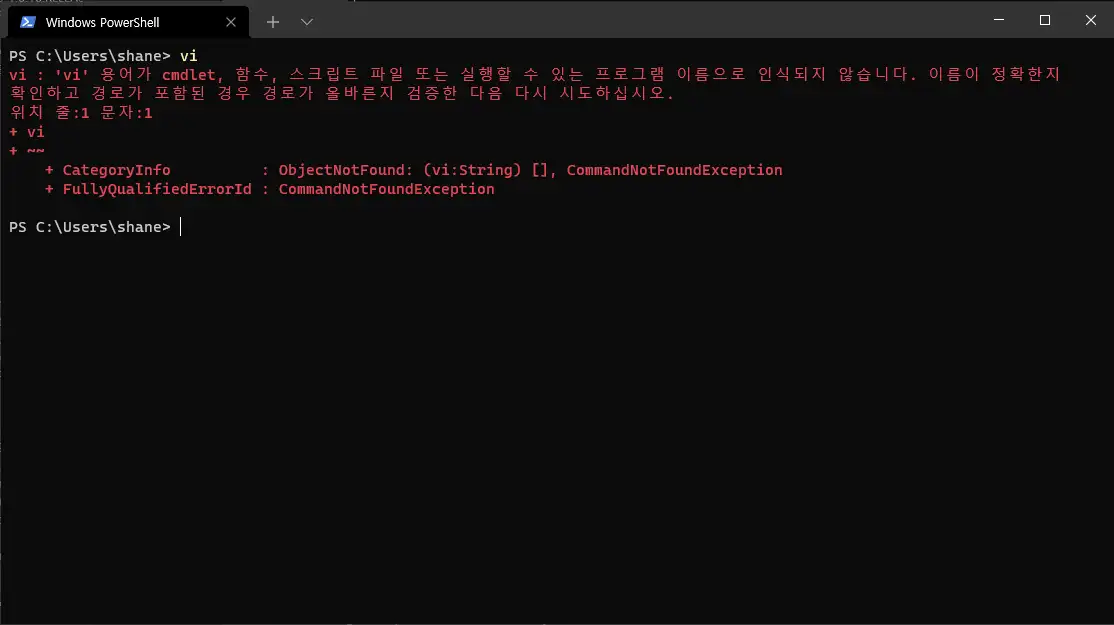 Windows PowerShell
PS C:\Users\shane> vi
vi : 'vi' 용어가 cmdlet, 함수, 스크립트 파일 또는 실행할 수 있는 프로그램 이름으로 인식되지 않습니다. 이름이 정확한지
확인하고 경로가 포함된 경우 경로가 올바른지 검증한 다음 다시 시도하십시오.
위치 줄:1 문자:1
+ vi
+ ~~
    + CategoryInfo          : ObjectNotFound: (vi:String) [], CommandNotFoundException
    + FullyQualifiedErrorId : CommandNotFoundException
PS C:\Users\shane>